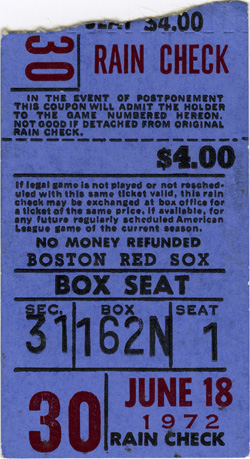 SEAT $4.00
30
RAIN CHECK
IN THE EVENT OF POSTPONEMENT
THIS COUPON WILL ADMIT THE HOLDER
TO THE GAME NUMBERED HEREON.
NOT GOOD IF DETACHED FROM ORIGINAL
RAIN CHECK.
$4.00
If legal game is not played or not resched-
uled with this same ticket valid, this rain
check may be exchanged at box office for
a ticket of the same price, if available, for
any future regularly scheduled American
League game of the current season.
NO MONEY REFUNDED
BOSTON RED SOX
BOX SEAT
SEC. BOX SEAT
31 162N 1
30
JUNE 18
1972
RAIN CHECK